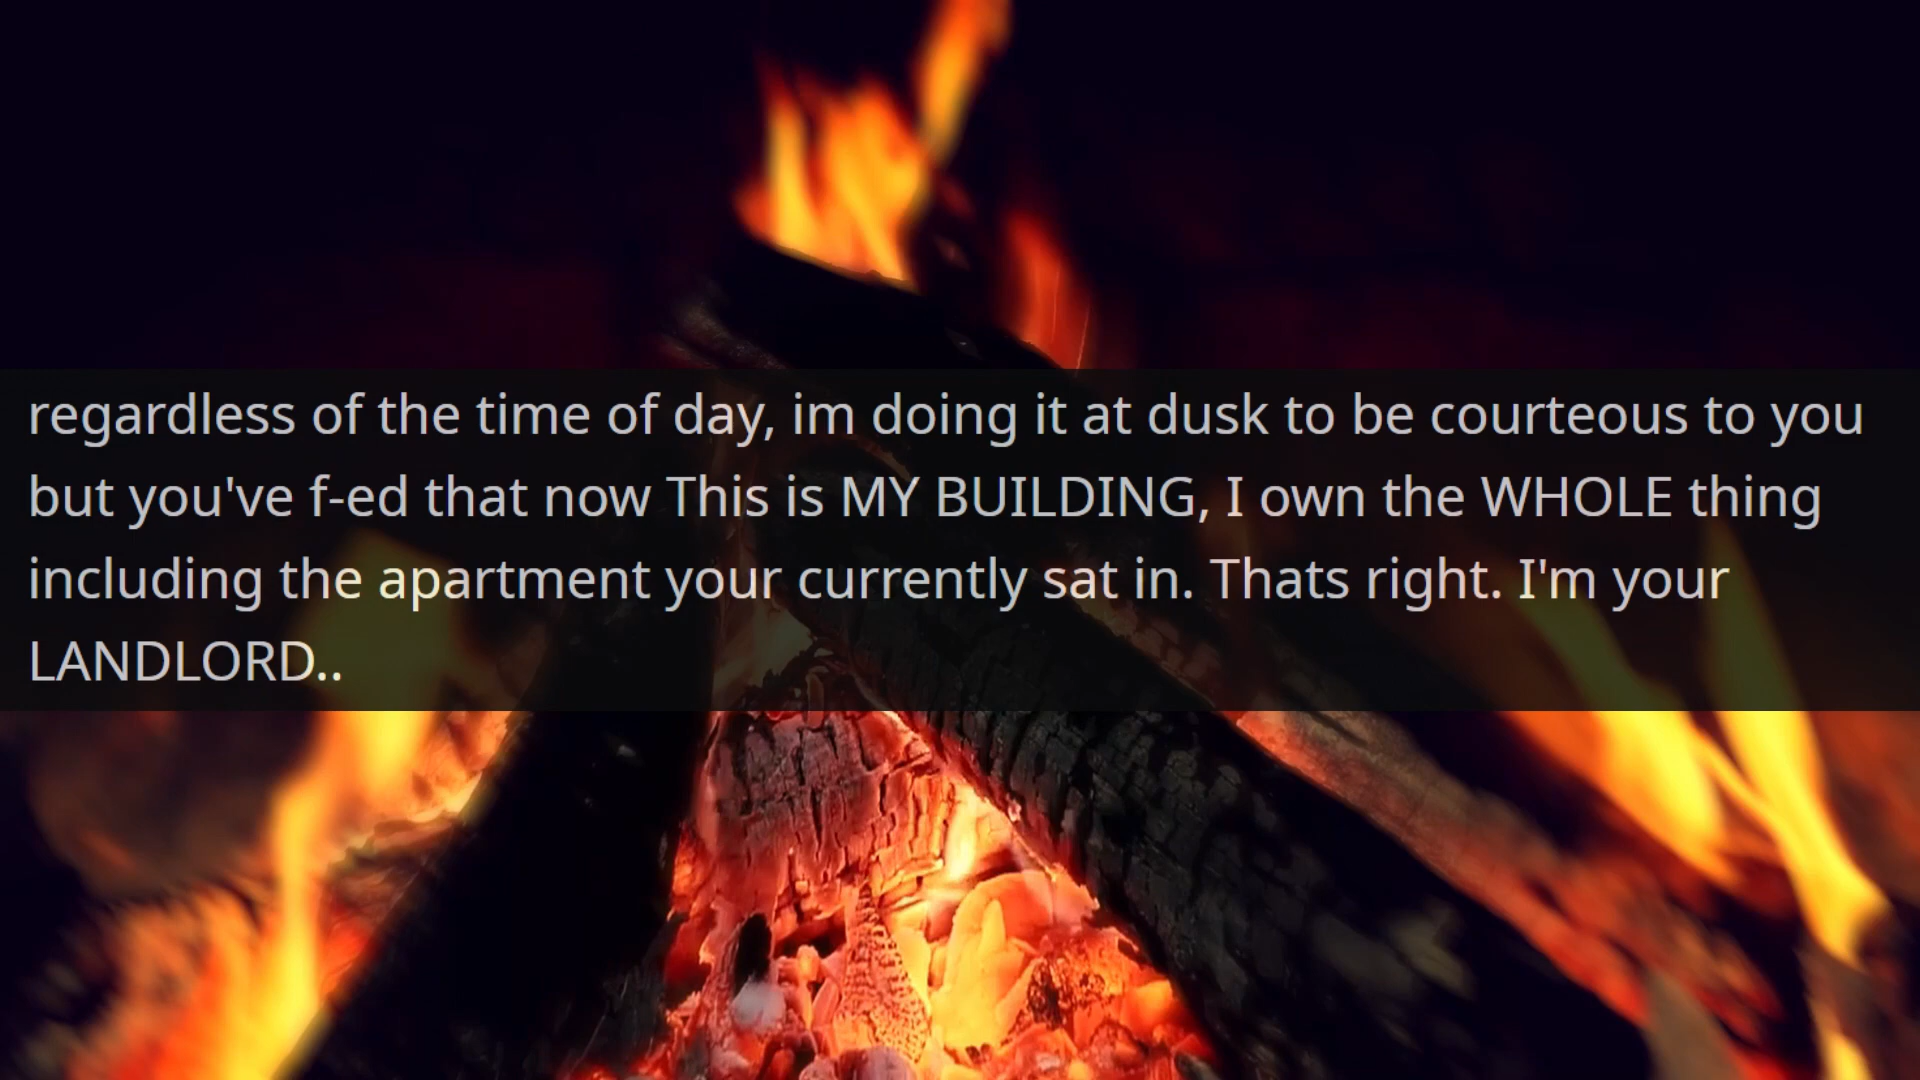 regardless of the time of day, im doing it at dusk to be courteous to you
but you've f-ed that now This is MY BUILDING, I own the WHOLE thing
including the apartment your currently sat in. Thats right. I'm your
LANDLORD..